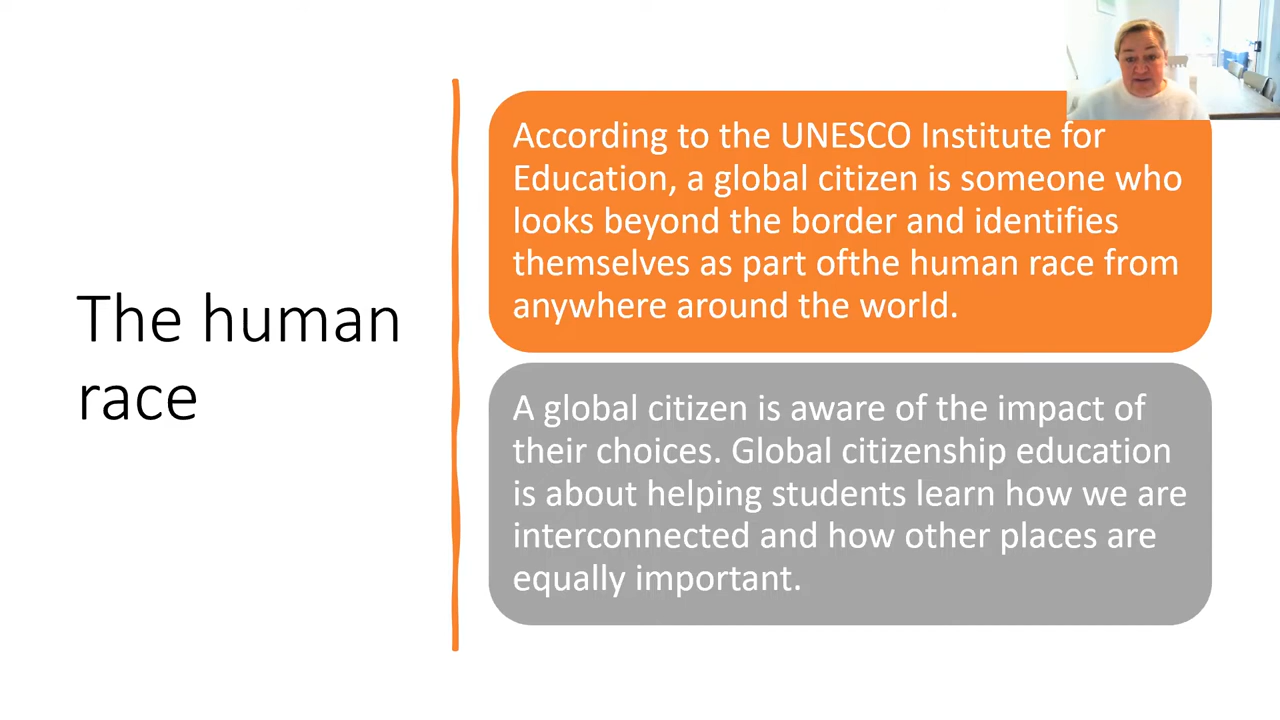 The human
race
According to the UNESCO Institute for
Education, a global citizen is someone who
looks beyond the border and identifies
themselves as part ofthe human race from
anywhere around the world.
A global citizen is aware of the impact of
their choices. Global citizenship education
is about helping students learn how we are
interconnected and how other places are
equally important.